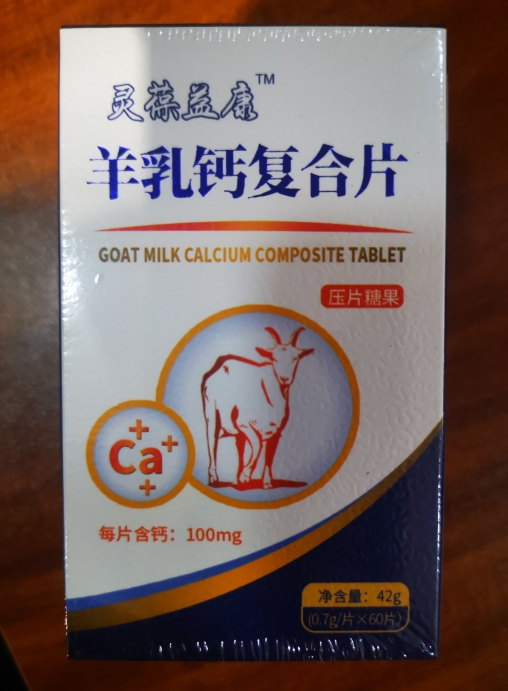 灵葆益康™
羊乳钙复合片
GOAT MILK CALCIUM COMPOSITE TABLET
压片糖果
Ca
+
+
+
每片含钙：100mg
净含量：42g
(0.7g/片×60片)